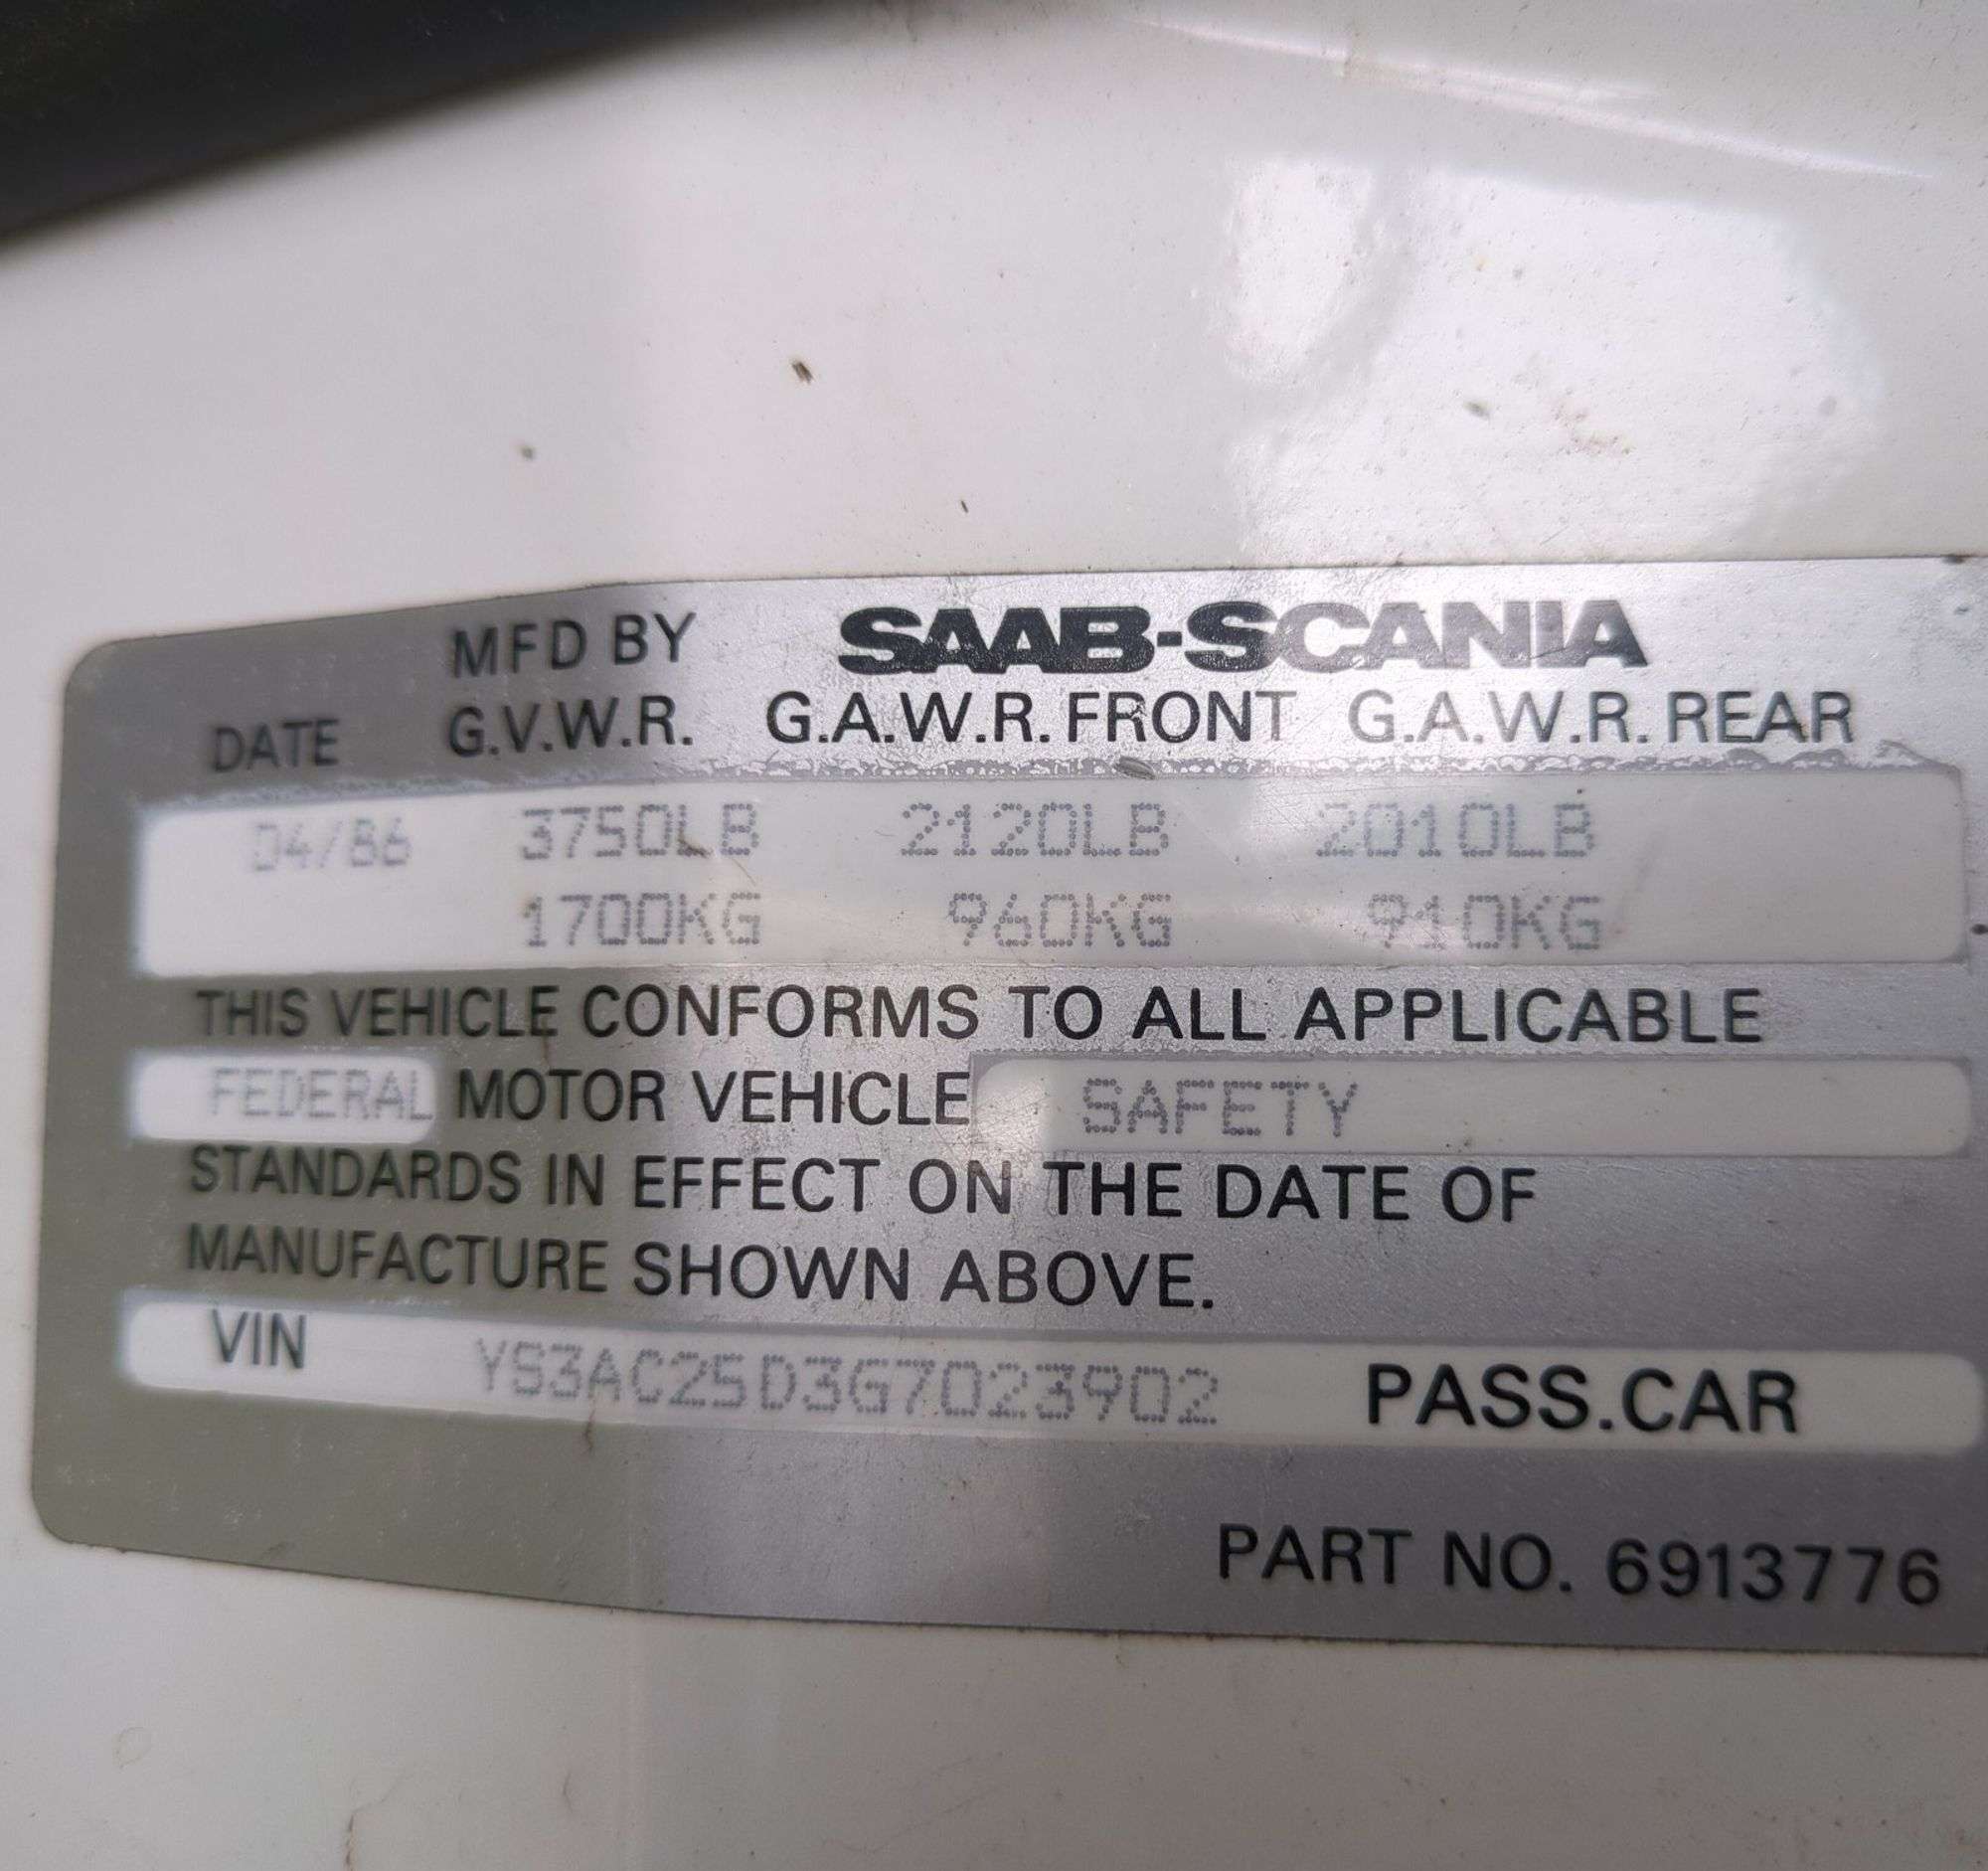 MFD BY SAAB-SCANIA
DATE G.V.W.R. G.A.W.R. FRONT G.A.W.R. REAR
04/86 3750LB 2120LB 2010LB
1700KG 960KG 910KG
THIS VEHICLE CONFORMS TO ALL APPLICABLE
FEDERAL MOTOR VEHICLE SAFETY
STANDARDS IN EFFECT ON THE DATE OF
MANUFACTURE SHOWN ABOVE.
VIN YS3AC25D3G7023902 PASS.CAR
PART NO. 6913776